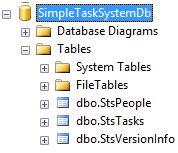 SimpleTaskSystemDb
Database Diagrams
Tables
System Tables
FileTables
dbo.StsPeople
dbo.StsTasks
dbo.StsVersionInfo